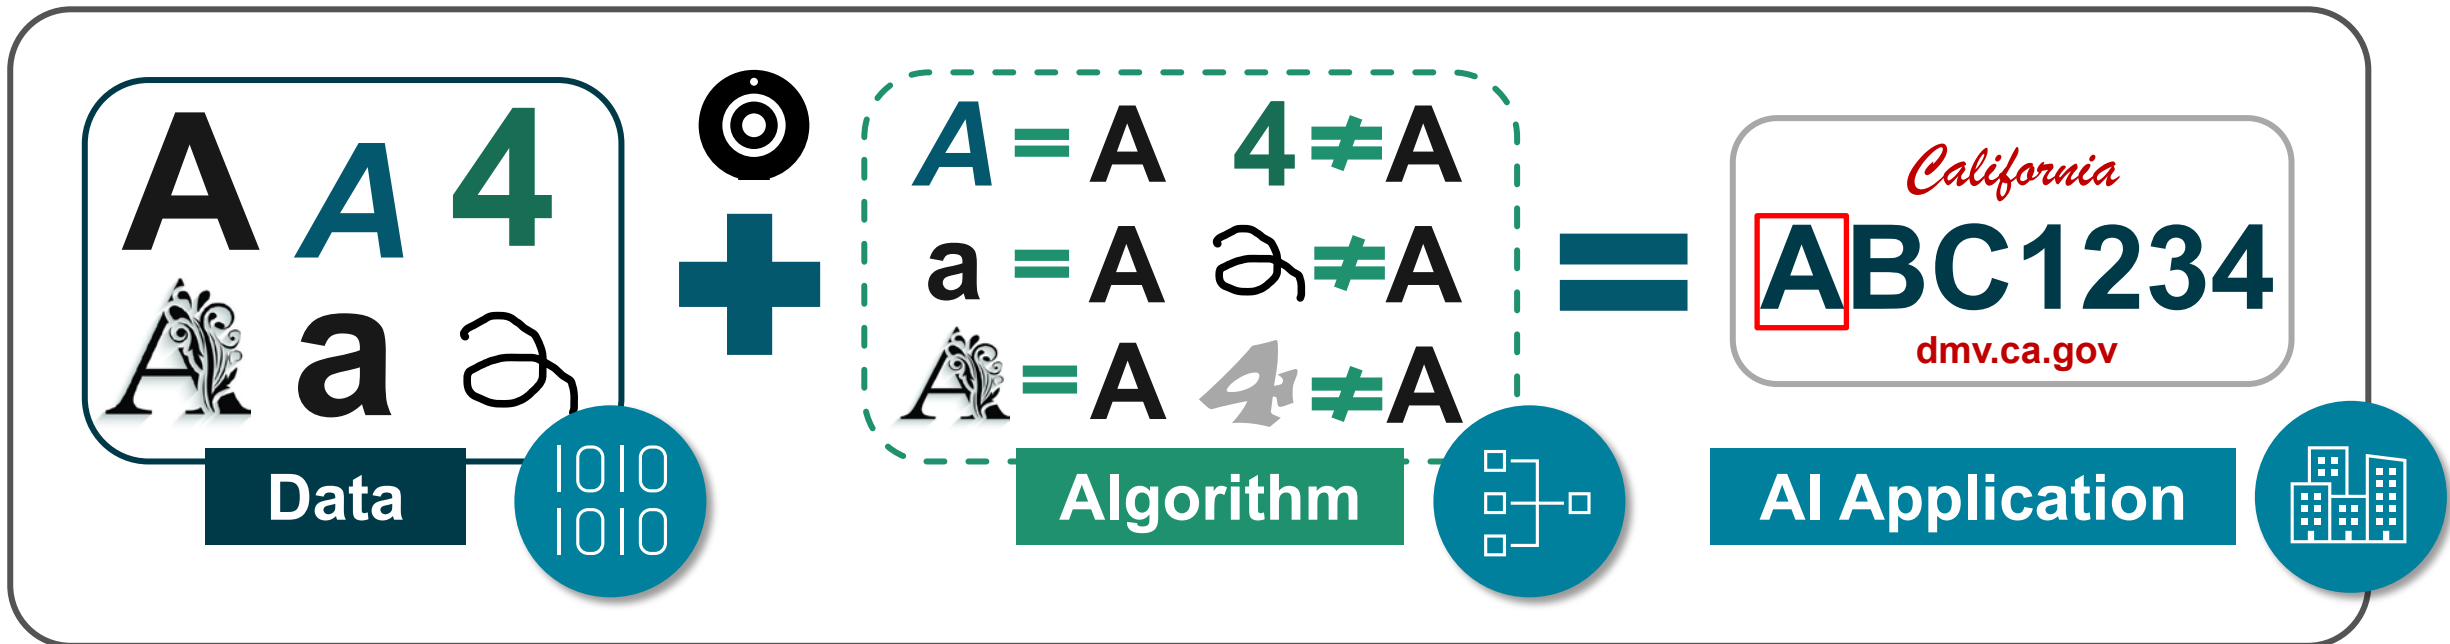 A A 4
A a a
1010
1010
Data
A = A 4 ≠ A
a = A a ≠ A
A = A 4 ≠ A
Algorithm
=
California
ABC1234
dmv.ca.gov
AI Application